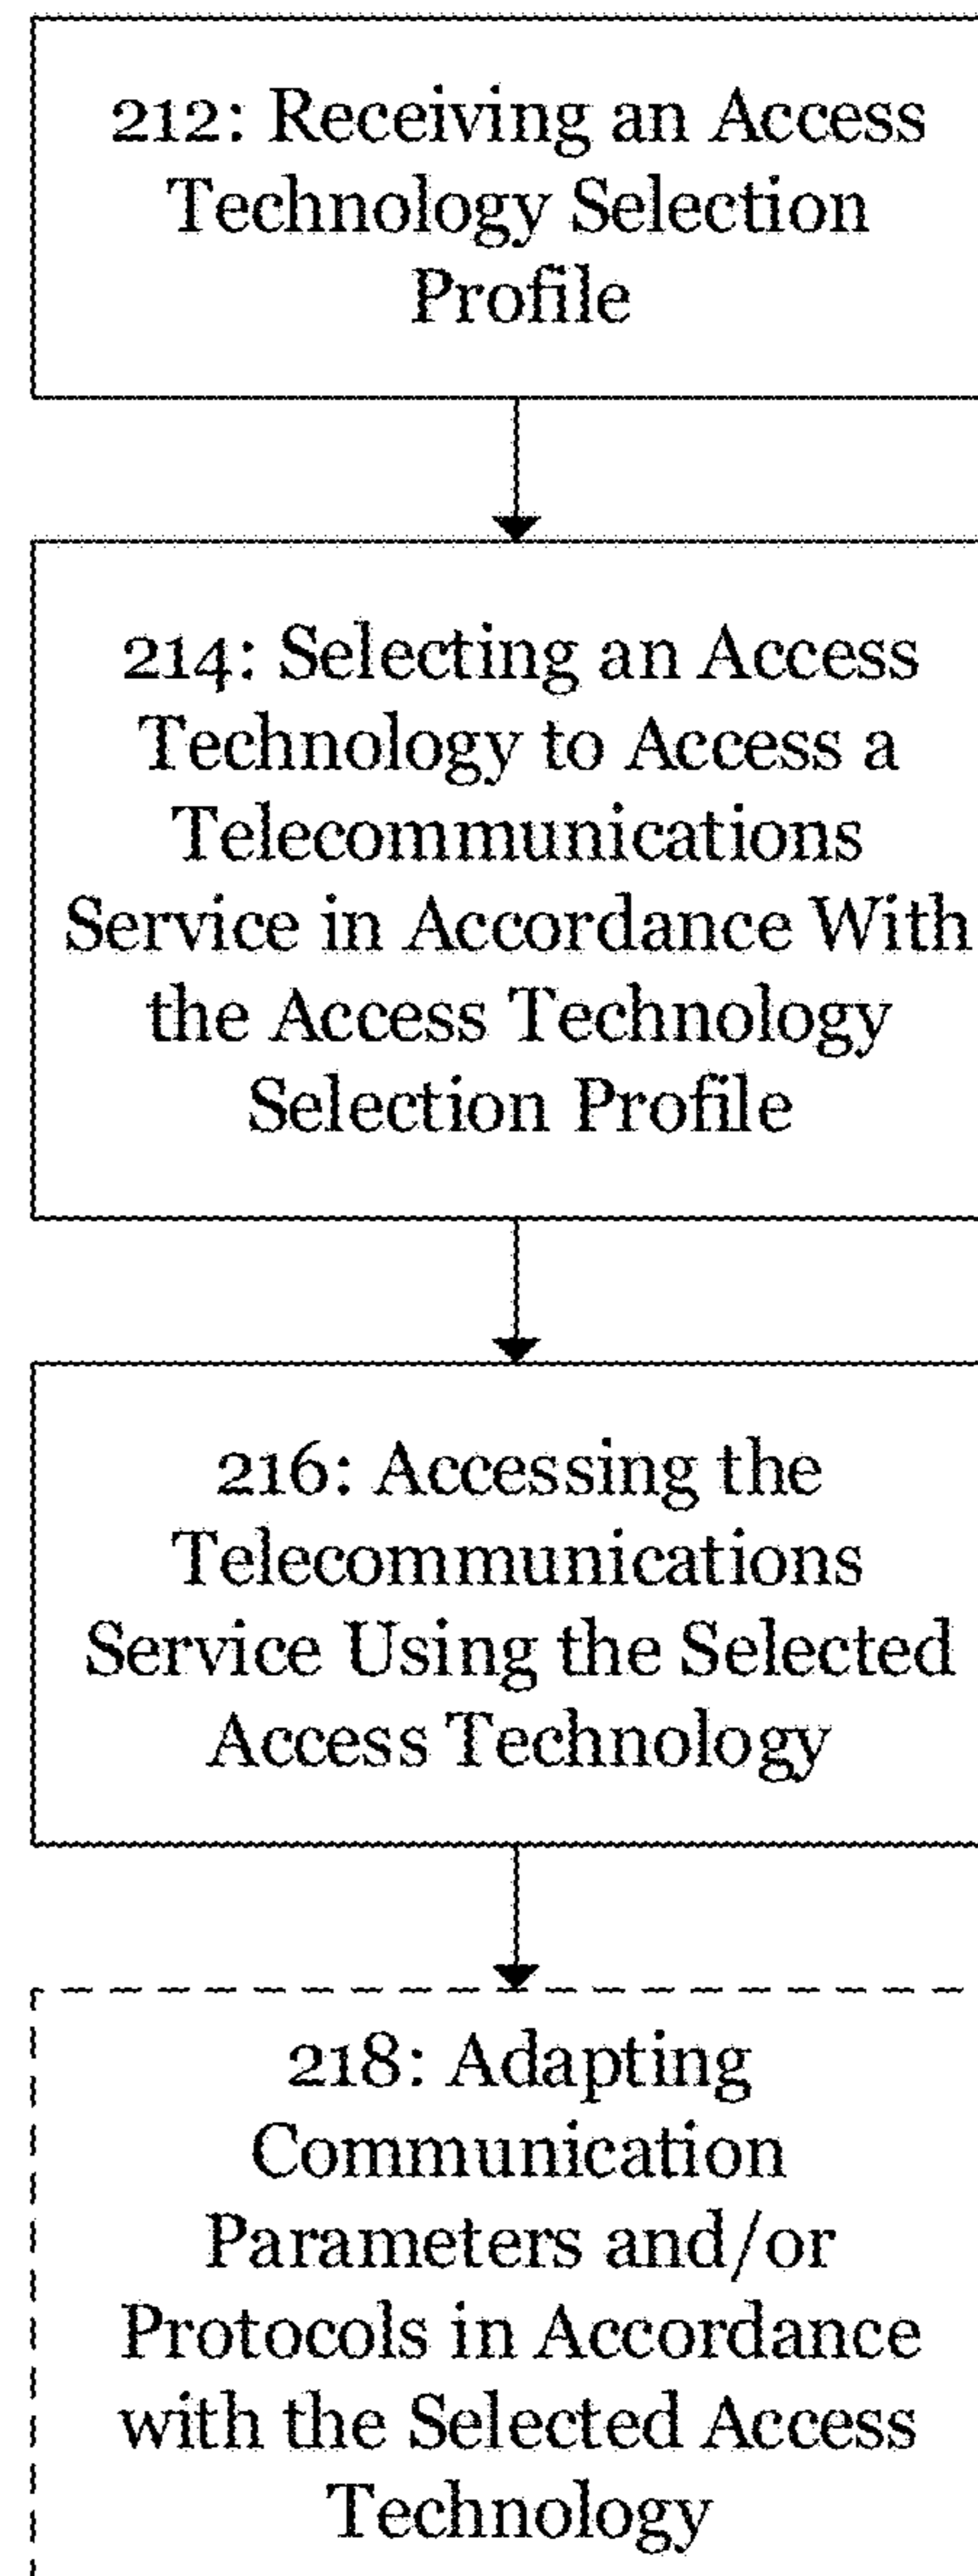 212: Receiving an Access
Technology Selection
Profile
214: Selecting an Access
Technology to Access a
Telecommunications
Service in Accordance With
the Access Technology
Selection Profile
216: Accessing the
Telecommunications
Service Using the Selected
Access Technology
218: Adapting
Communication
Parameters and/or
Protocols in Accordance
with the Selected Access
Technology